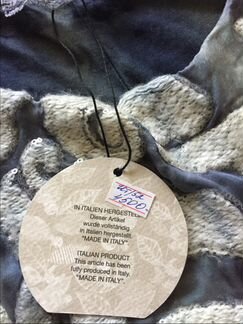 4500-
IN ITALIEN HERGESTELLT
Dieser Artikel
wurde vollständig
in Italien hergestellt.
"MADE IN ITALY"
ITALIAN PRODUCT
This article has been
fully produced in Italy.
"MADE IN ITALY"